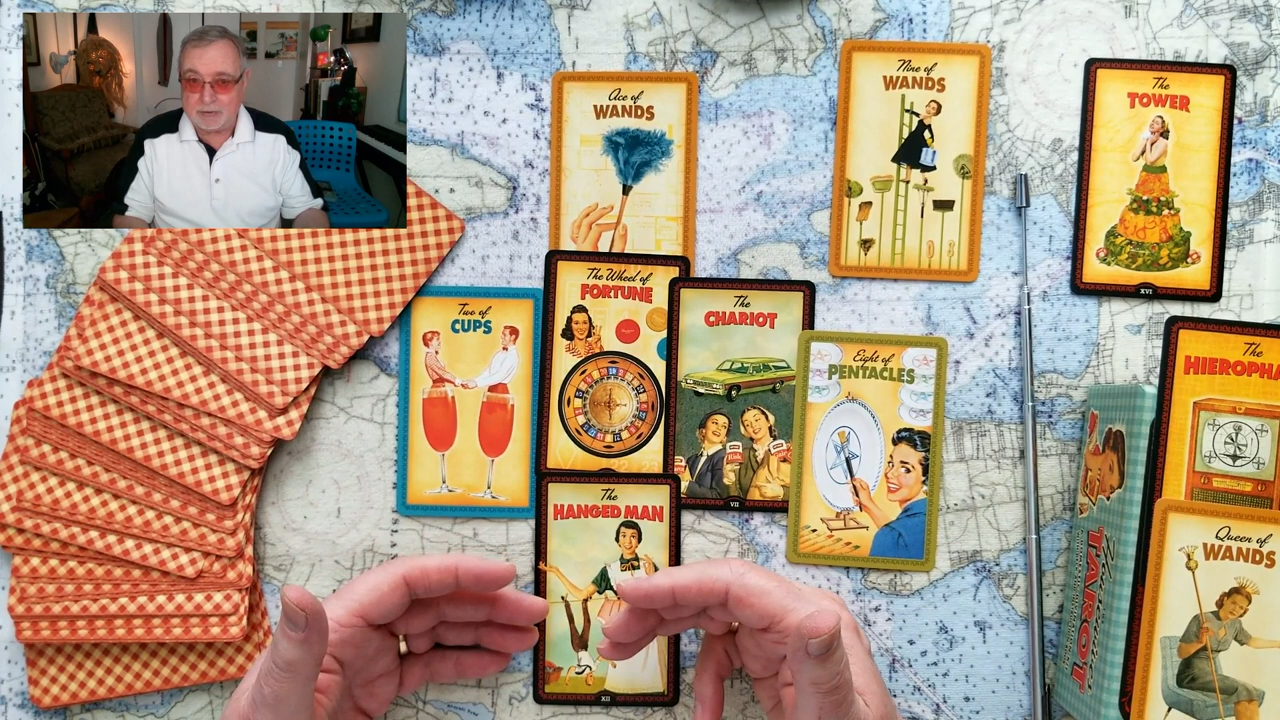 Ace of
WANDS
Nine of
WANDS
The
TOWER
XVI
The Wheel of
FORTUNE
The
CHARIOT
VII
Two of
CUPS
Eight of
PENTACLES
The
HIEROPHA
The
HANGED MAN
XII
Queen of
WANDS
TAROT